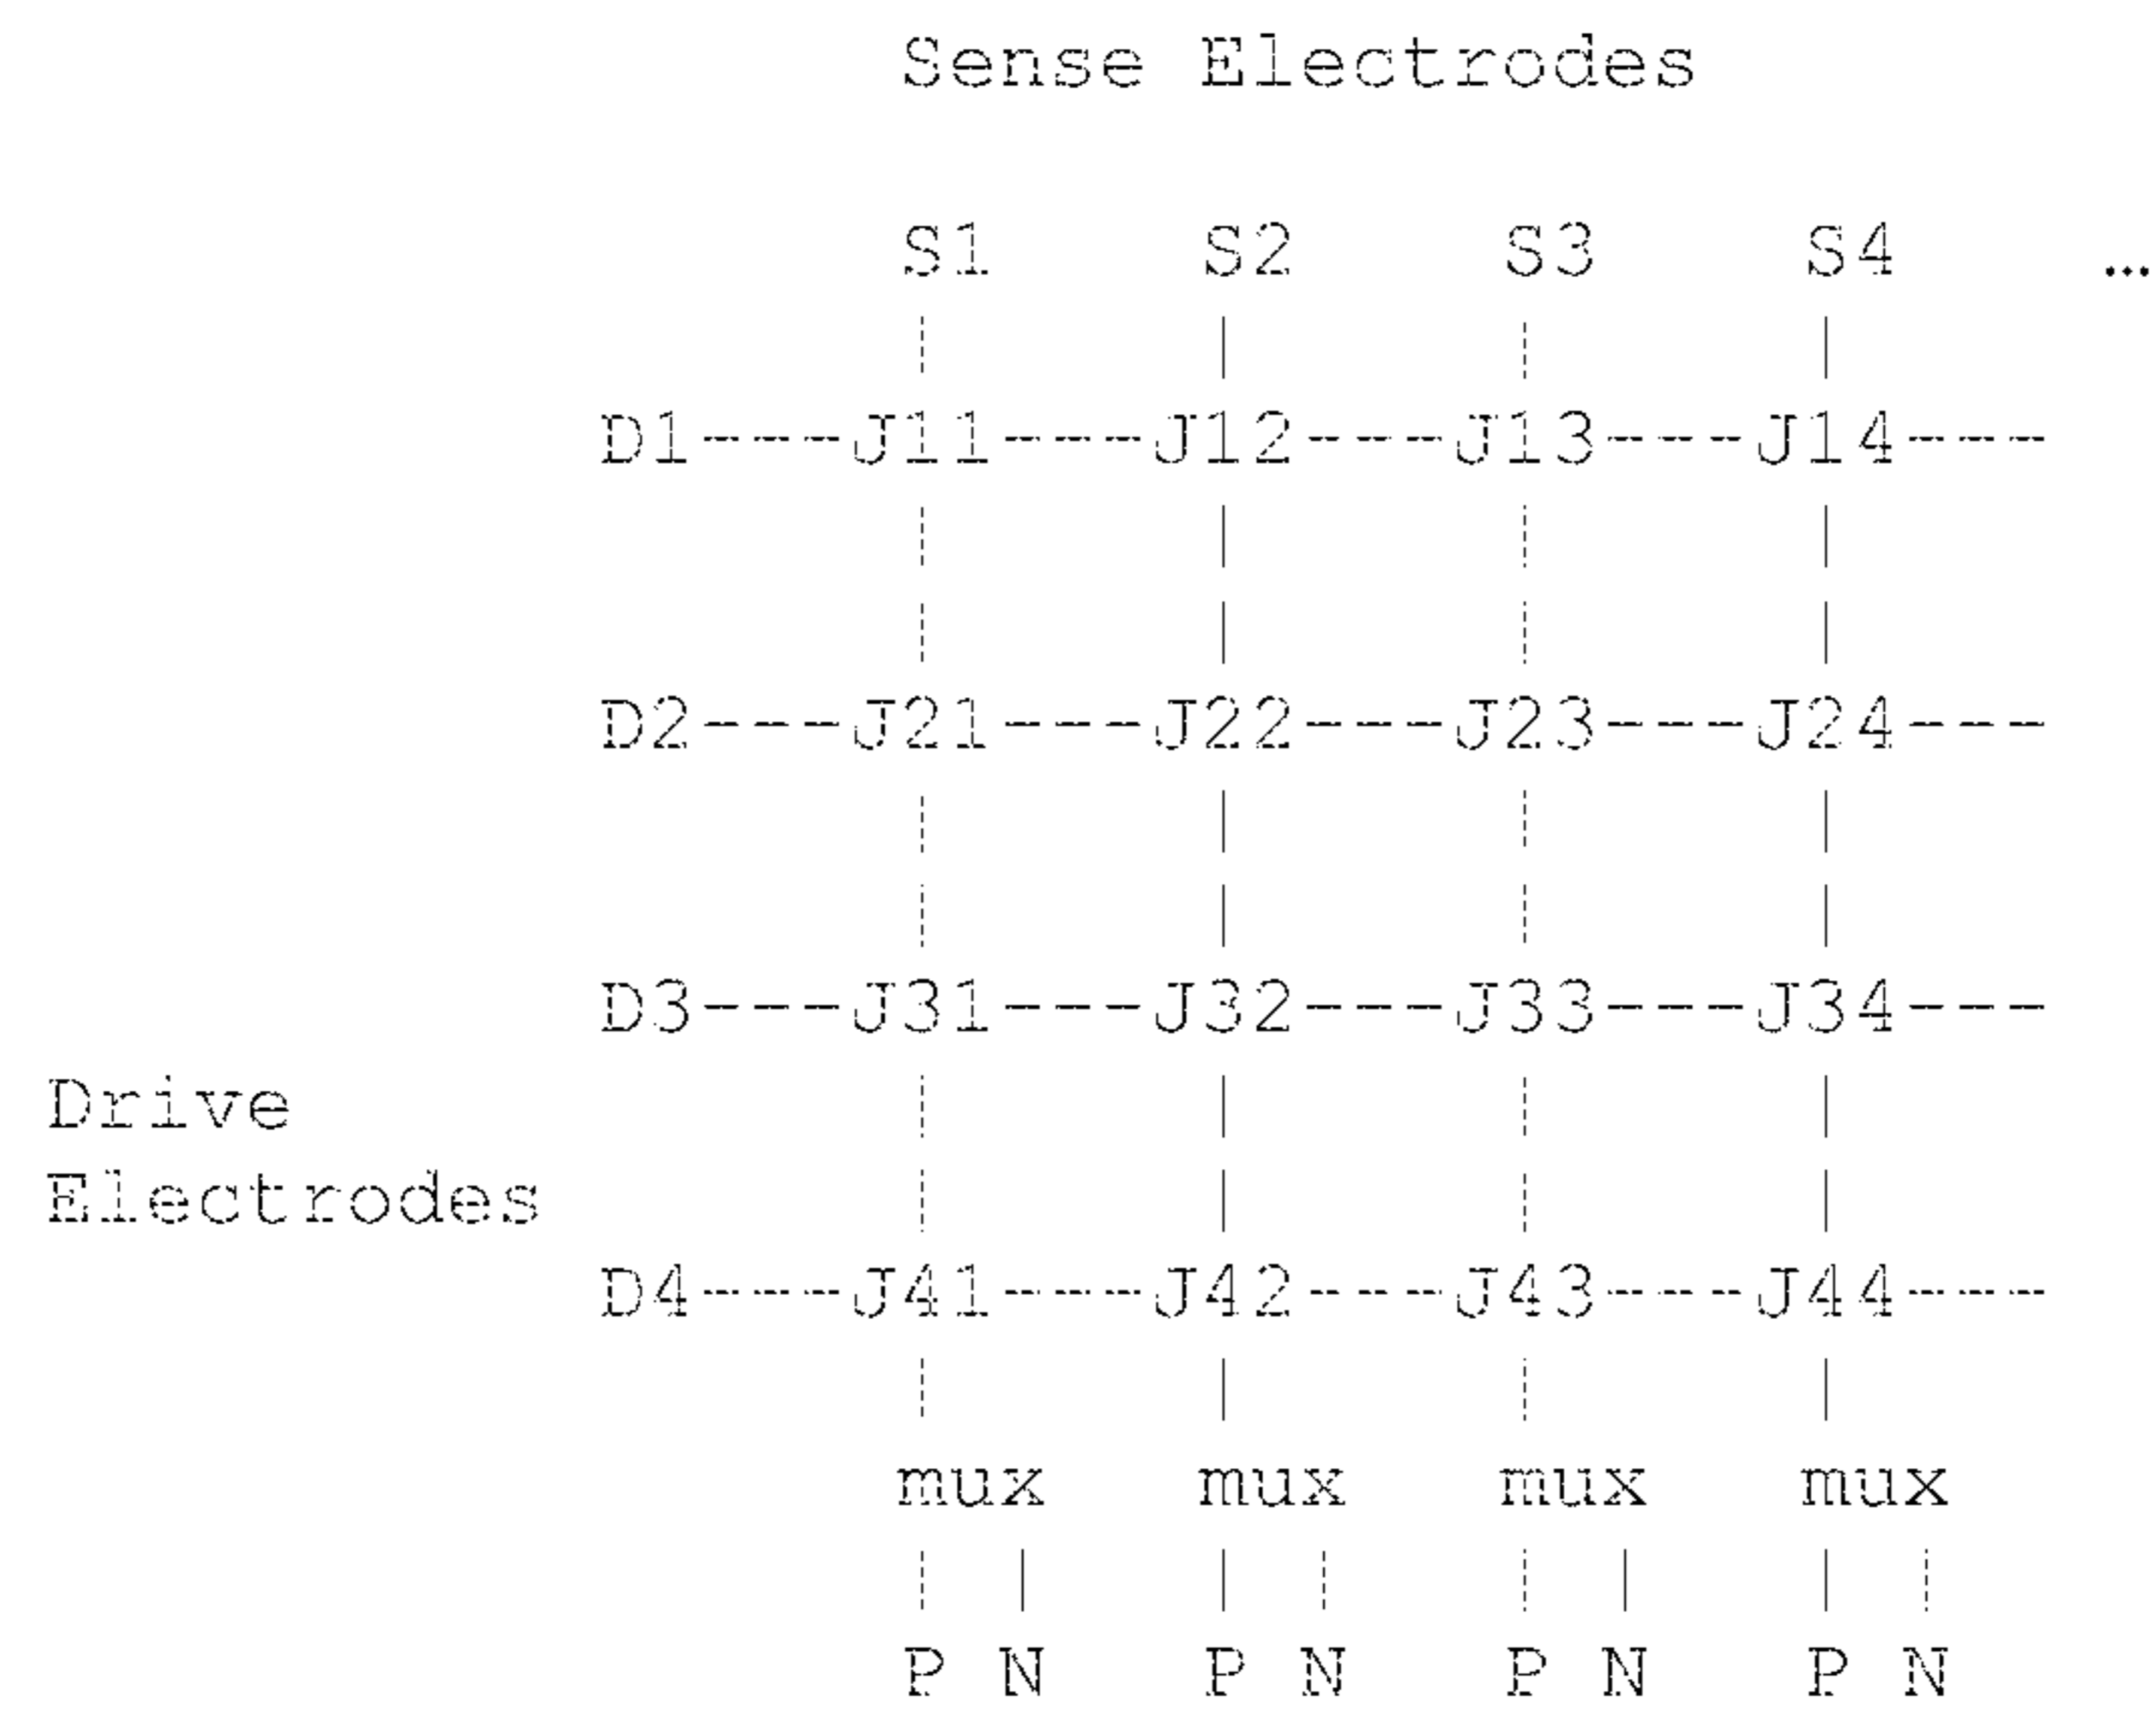 Sense Electrodes
S1 S2 S3 S4 …
| | | |
D1---J11---J12---J13---J14---
| | | |
| | | |
D2---J21---J22---J23---J24---
| | | |
| | | |
D3---J31---J32---J33---J34---
Drive
| | | |
Electrodes
| | | |
D4---J41---J42---J43---J44---
| | | |
mux mux mux mux
| | | | | | | |
P N P N P N P N